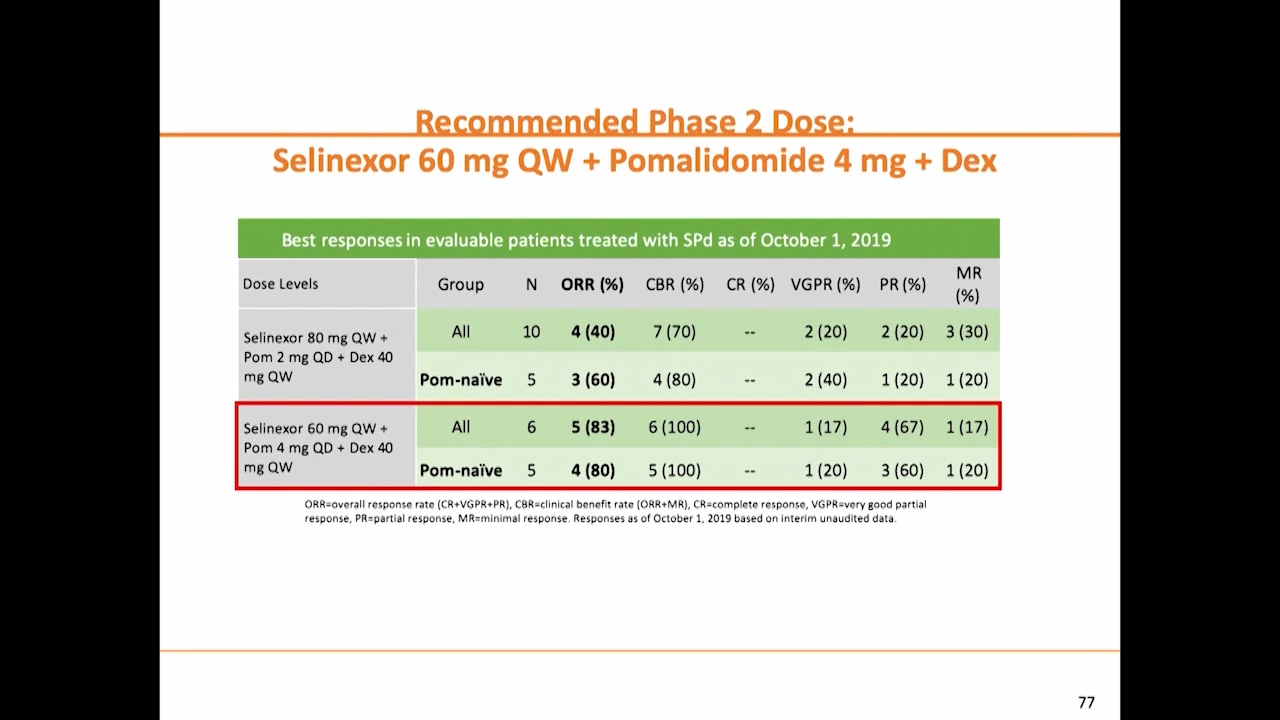 Recommended Phase 2 Dose:
Selinexor 60 mg QW + Pomalidomide 4 mg + Dex
Best responses in evaluable patients treated with SPd as of October 1, 2019
Dose Levels Group N ORR (%) CBR (%) CR (%) VGPR (%) PR (%) MR (%)
Selinexor 80 mg QW +
Pom 2 mg QD + Dex 40
mg QW
All 10 4 (40) 7 (70) -- 2 (20) 2 (20) 3 (30)
Pom-naïve 5 3 (60) 4 (80) -- 2 (40) 1 (20) 1 (20)
Selinexor 60 mg QW +
Pom 4 mg QD + Dex 40
mg QW
All 6 5 (83) 6 (100) -- 1 (17) 4 (67) 1 (17)
Pom-naïve 5 4 (80) 5 (100) -- 1 (20) 3 (60) 1 (20)
ORR=overall response rate (CR+VGPR+PR), CBR=clinical benefit rate (ORR+MR), CR=complete response, VGPR=very good partial
response, PR=partial response, MR=minimal response. Responses as of October 1, 2019 based on interim unaudited data.
77